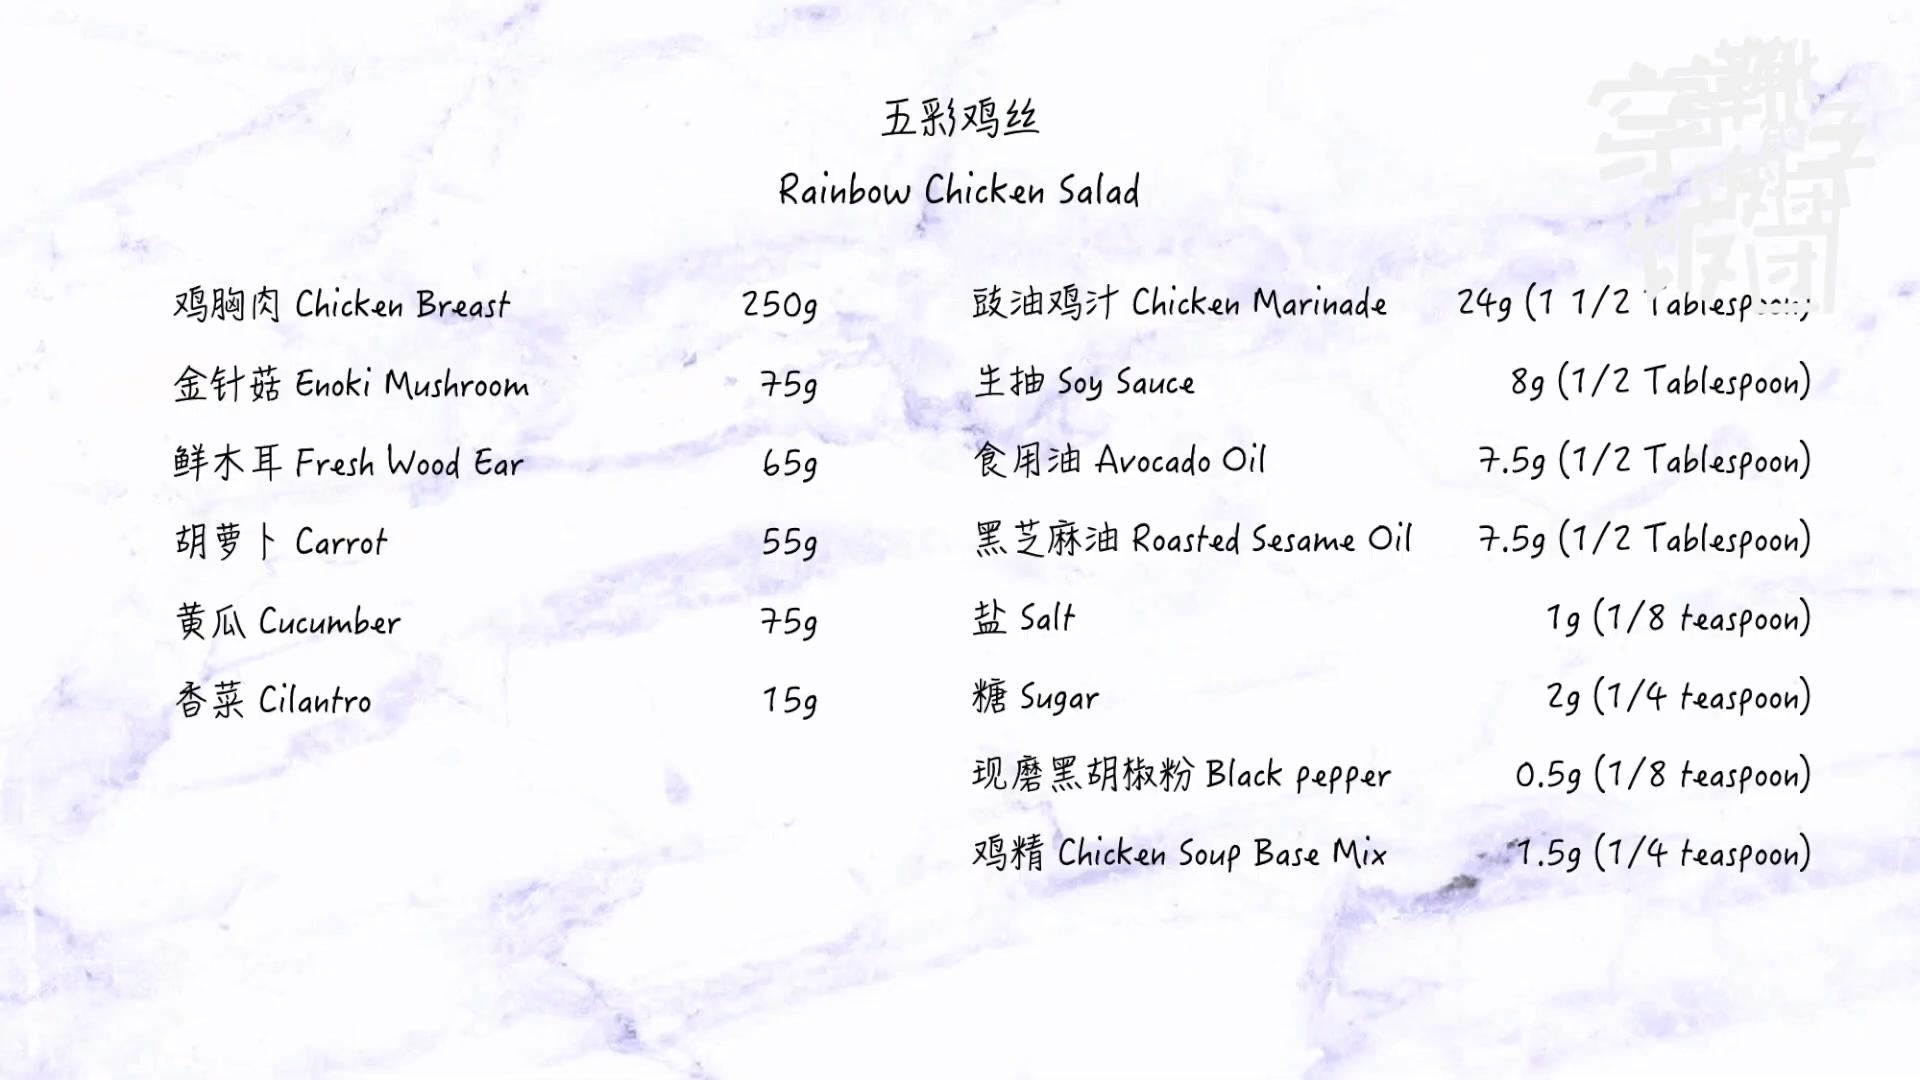 五彩鸡丝
Rainbow Chicken Salad
鸡胸肉 Chicken Breast 250g
金针菇 Enoki Mushroom 75g
鲜木耳 Fresh Wood Ear 65g
胡萝卜 Carrot 55g
黄瓜 Cucumber 75g
香菜 Cilantro 15g
豉油鸡汁 Chicken Marinade 24g (1 1/2 Tablespoon)
生抽 Soy Sauce 8g (1/2 Tablespoon)
食用油 Avocado Oil 7.5g (1/2 Tablespoon)
黑芝麻油 Roasted Sesame Oil 7.5g (1/2 Tablespoon)
盐 Salt 1g (1/8 teaspoon)
糖 Sugar 2g (1/4 teaspoon)
现磨黑胡椒粉 Black pepper 0.5g (1/8 teaspoon)
鸡精 Chicken Soup Base Mix 1.5g (1/4 teaspoon)